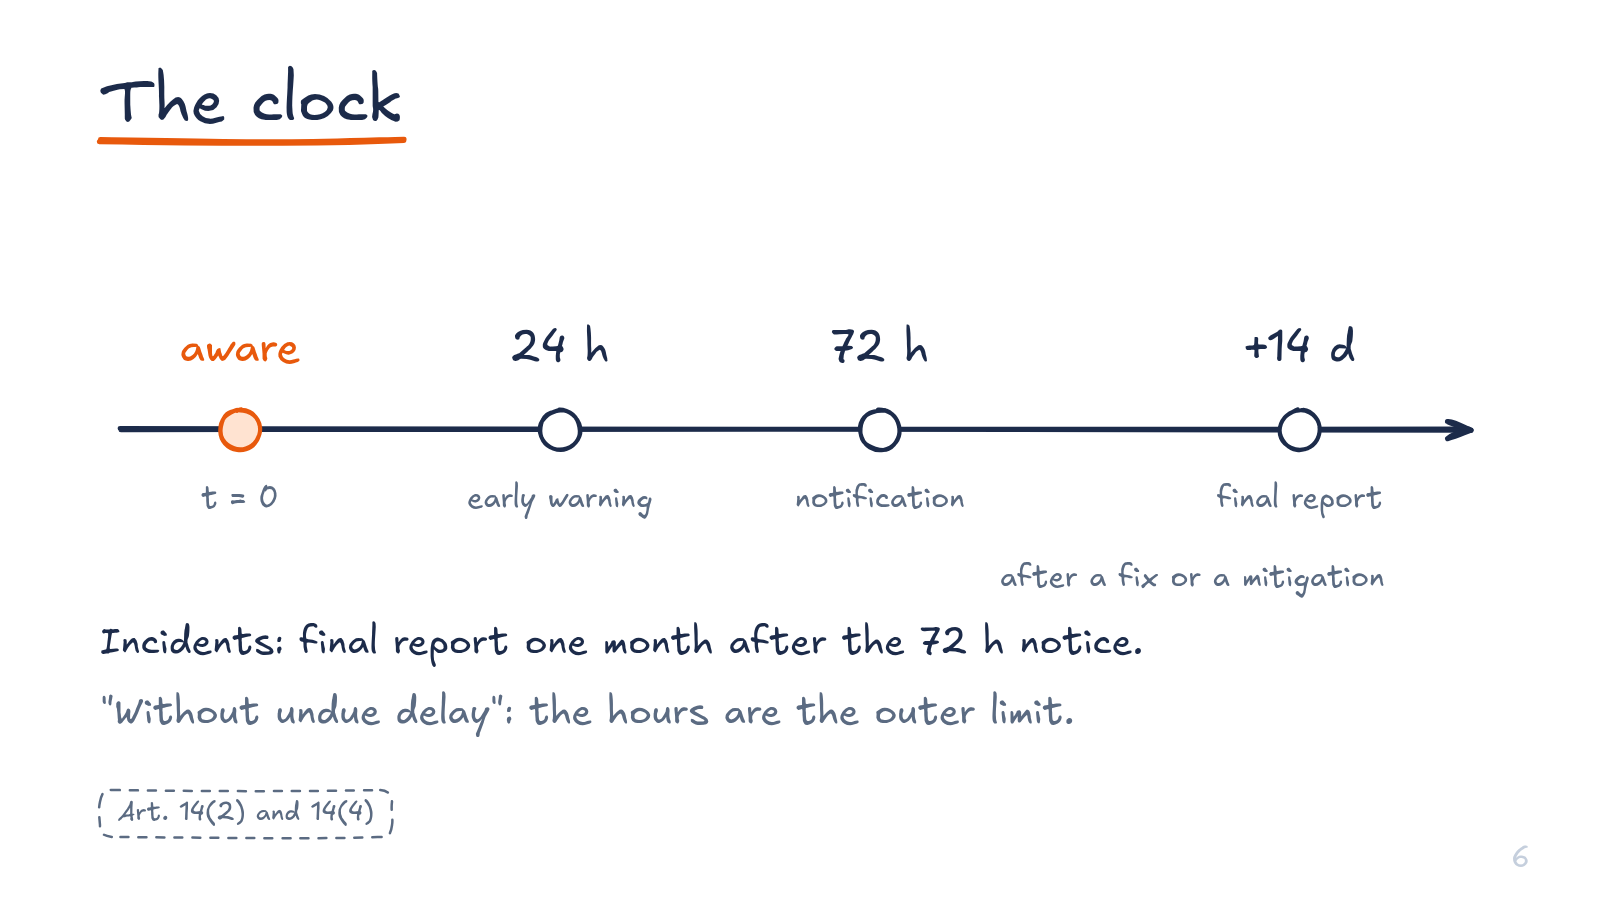 The clock
aware
24 h
72 h
+14 d
t = 0
early warning
notification
final report
after a fix or a mitigation
Incidents: final report one month after the 72 h notice.
"Without undue delay": the hours are the outer limit.
Art. 14(2) and 14(4)
6